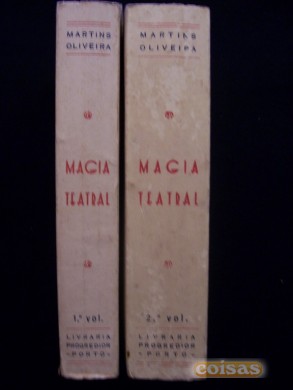 MARTINS
OLIVEIRA
MAGIA
TEATRAL
1.º vol.
LIVRARIA
PROGREDIOR
-PORTO-
MARTINS
OLIVEIRA
MAGIA
TEATRAL
2.º vol.
LIVRARIA
PROGREDIOR
-PORTO-
coisas